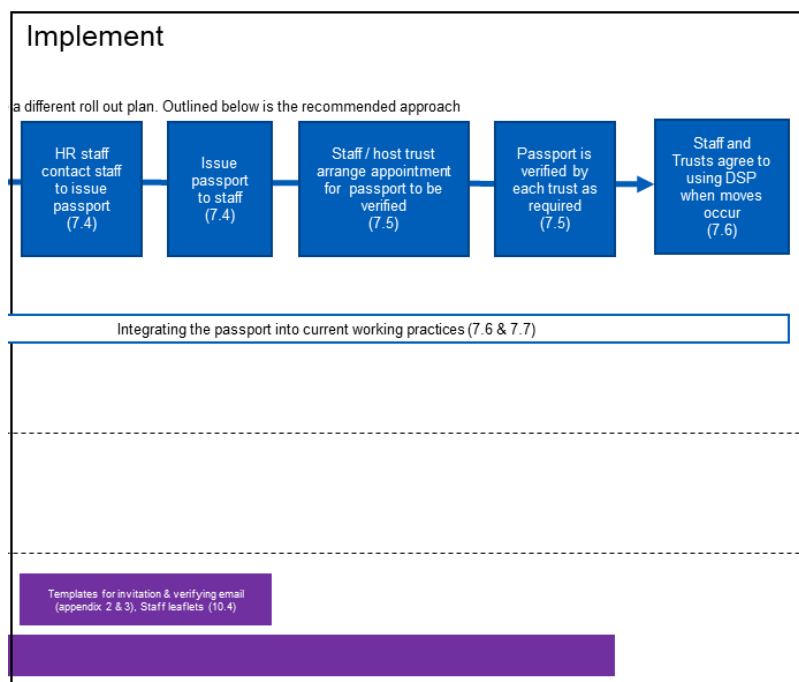 Implement
a different roll out plan. Outlined below is the recommended approach
HR staff
contact staff
to issue
passport
(7.4)
Issue
passport
to staff
(7.4)
Staff / host trust
arrange appointment
for passport to be
verified
(7.5)
Passport is
verified by
each trust as
required
(7.5)
Staff and
Trusts agree to
using DSP
when moves
occur
(7.6)
Integrating the passport into current working practices (7.6 & 7.7)
Templates for invitation & verifying email
(appendix 2 & 3), Staff leaflets (10.4)